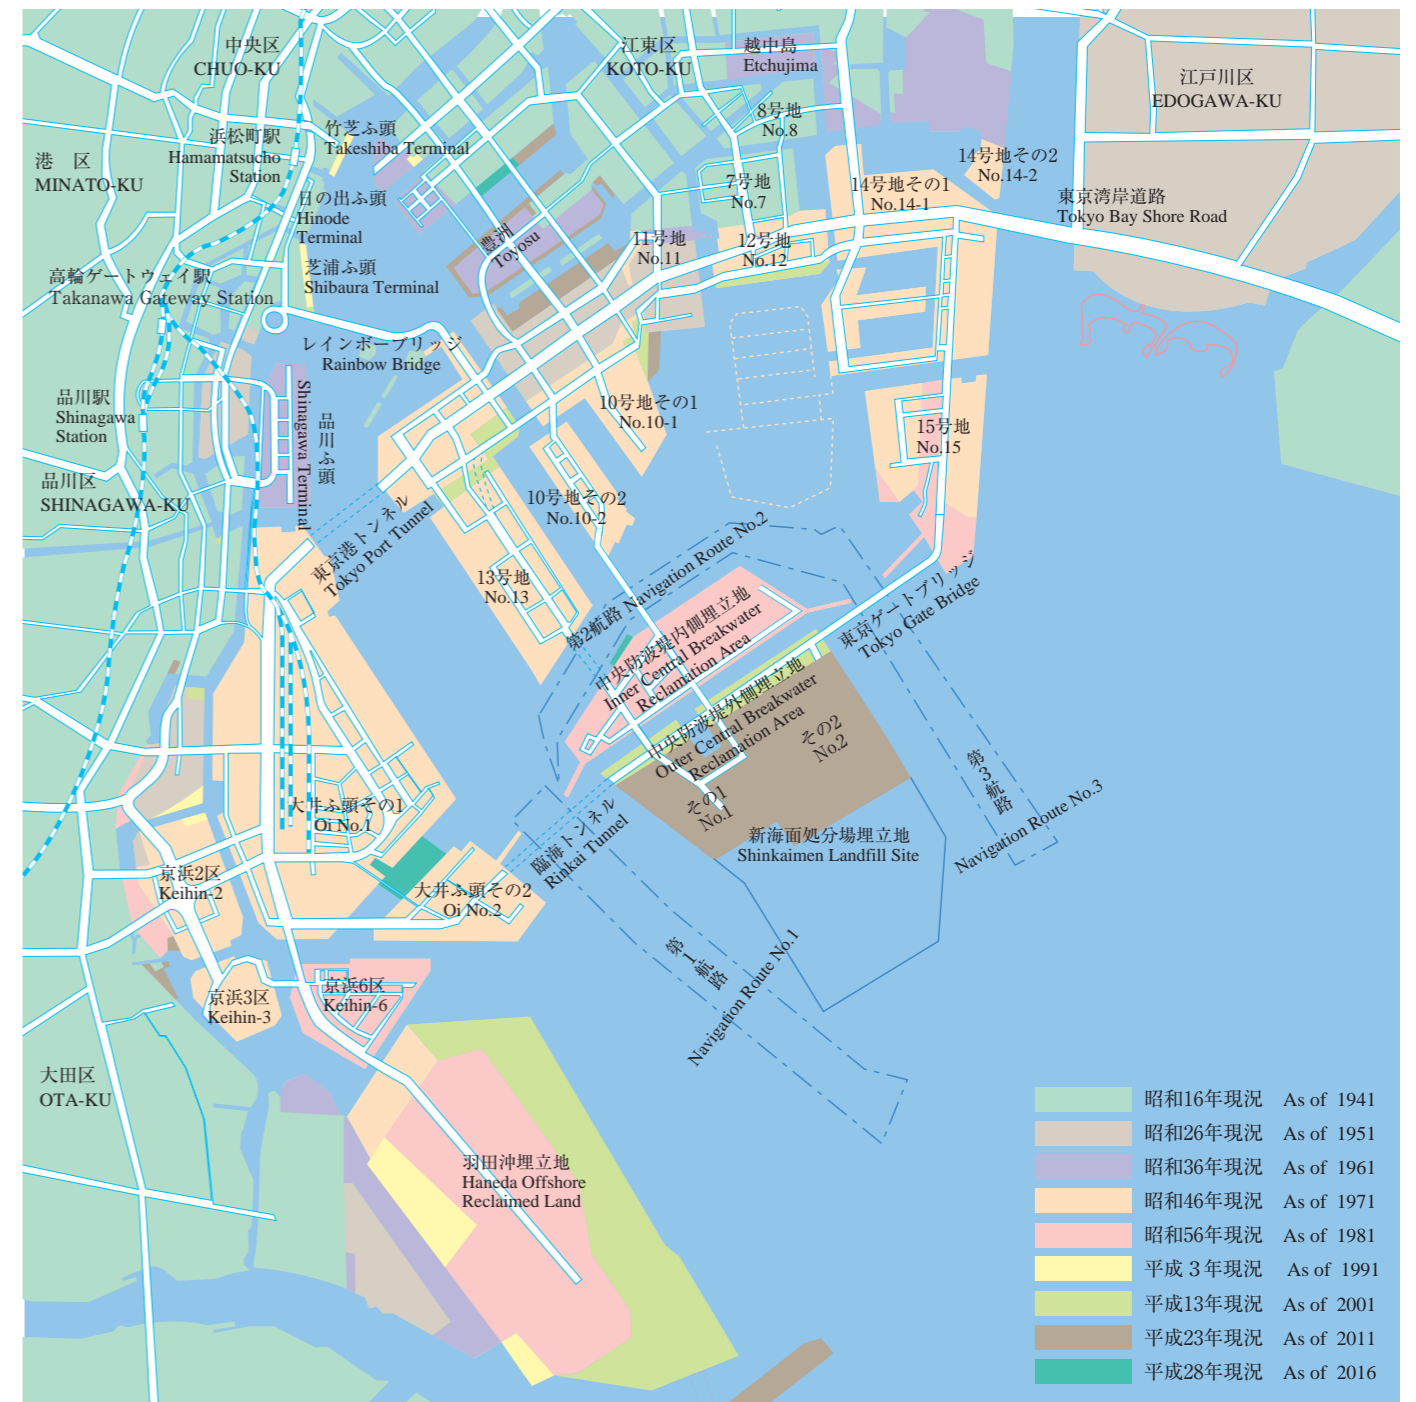 中央区
CHUO-KU
江東区
KOTO-KU
越中島
Etchujima
江戸川区
EDOGAWA-KU
8号地
No.8
竹芝ふ頭
Takeshiba Terminal
浜松町駅
Hamamatsucho
Station
港　区
MINATO-KU
14号地その2
No.14-2
7号地
No.7
14号地その1
No.14-1
東京湾岸道路
Tokyo Bay Shore Road
日の出ふ頭
Hinode
Terminal
豊洲
Toyosu
11号地
No.11
12号地
No.12
芝浦ふ頭
Shibaura Terminal
高輪ゲートウェイ駅
Takanawa Gateway Station
レインボーブリッジ
Rainbow Bridge
品川駅
Shinagawa
Station
品川ふ頭
Shinagawa Terminal
10号地その1
No.10-1
15号地
No.15
品川区
SHINAGAWA-KU
東京港トンネル
Tokyo Port Tunnel
10号地その2
No.10-2
13号地
No.13
第2航路 Navigation Route No.2
中央防波堤内側埋立地
Inner Central Breakwater
Reclamation Area
東京ゲートブリッジ
Tokyo Gate Bridge
中央防波堤外側埋立地
Outer Central Breakwater
Reclamation Area
その2
No.2
その1
No.1
第3航路
Navigation Route No.3
新海面処分場埋立地
Shinkaimen Landfill Site
臨海トンネル
Rinkai Tunnel
大井ふ頭その1
Oi No.1
大井ふ頭その2
Oi No.2
京浜2区
Keihin-2
第1航路
Navigation Route No.1
京浜3区
Keihin-3
京浜6区
Keihin-6
大田区
OTA-KU
羽田沖埋立地
Haneda Offshore
Reclaimed Land
昭和16年現況　As of 1941
昭和26年現況　As of 1951
昭和36年現況　As of 1961
昭和46年現況　As of 1971
昭和56年現況　As of 1981
平成３年現況　As of 1991
平成13年現況　As of 2001
平成23年現況　As of 2011
平成28年現況　As of 2016